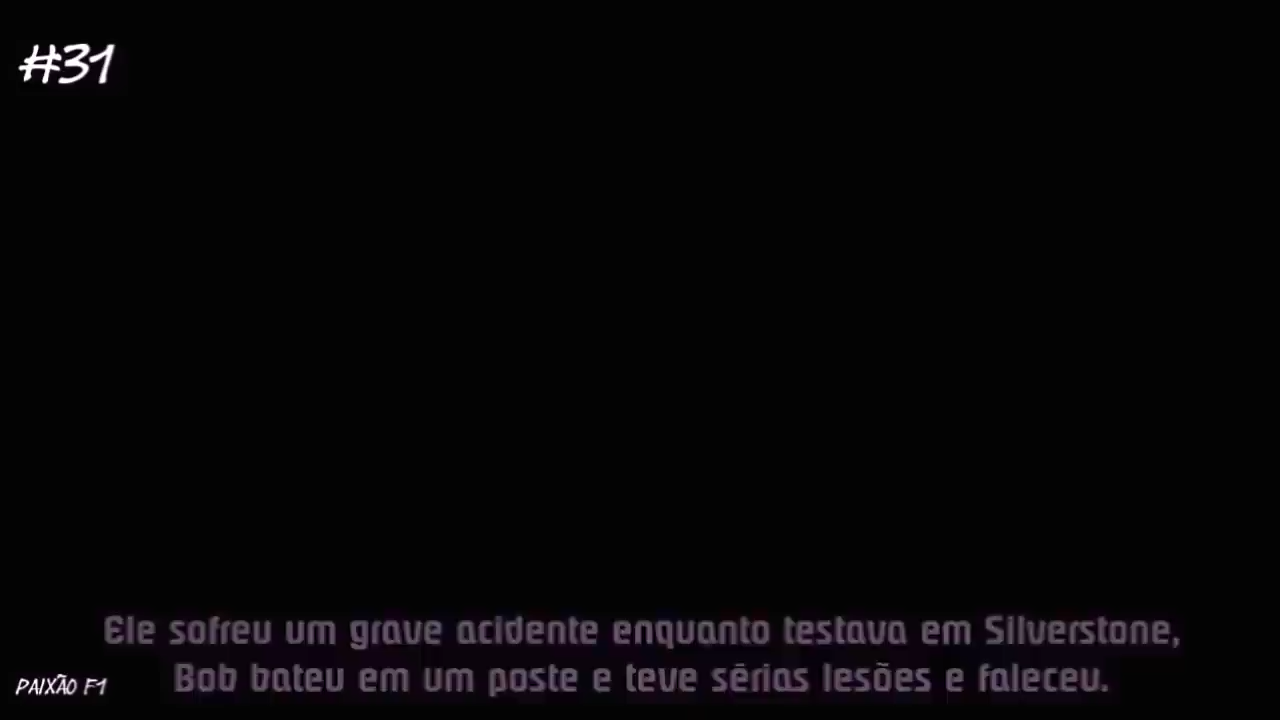 #31
Ele sofreu um grave acidente enquanto testava em Silverstone,
Bob bateu em um poste e teve sérias lesões e faleceu.
PAIXÃO F1